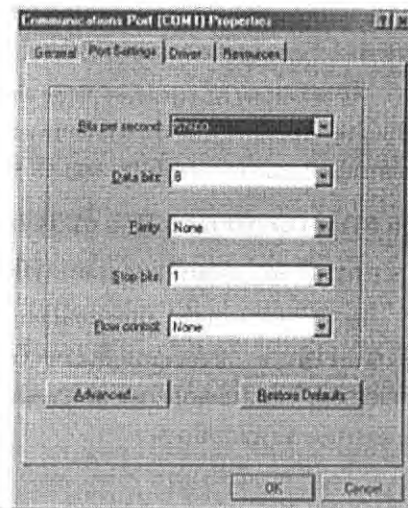 Communications Port (COM1) Properties
General Port Settings Driver Resources
Bits per second: 57600
Data bits: 8
Parity: None
Stop bits: 1
Flow control: None
Advanced... Restore Defaults
OK Cancel